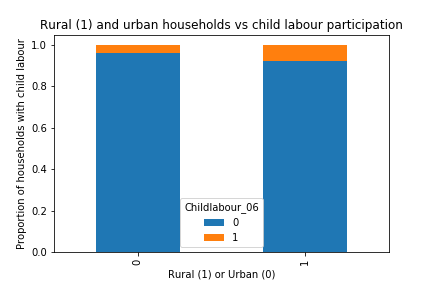 Rural (1) and urban households vs child labour participation
Proportion of households with child labour
1.0
0.8
0.6
0.4
0.2
0.0
Childlabour_06
0
1
0
1
Rural (1) or Urban (0)